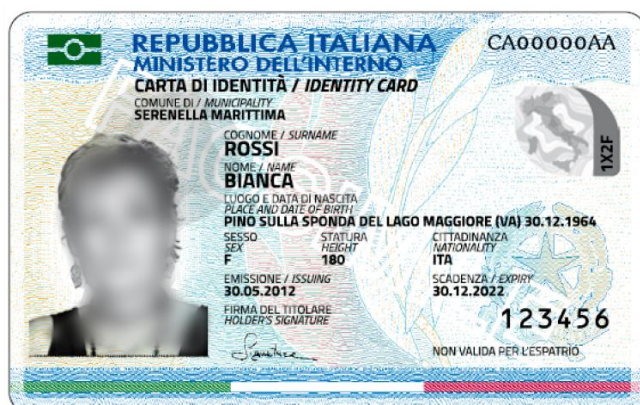 REPUBBLICA ITALIANA
CA00000AA
MINISTERO DELL'INTERNO
CARTA DI IDENTITÀ / IDENTITY CARD
COMUNE DI / MUNICIPALITY
SERENELLA MARITTIMA
COGNOME / SURNAME
ROSSI
NOME / NAME
BIANCA
LUOGO E DATA DI NASCITA
PLACE AND DATE OF BIRTH
PINO SULLA SPONDA DEL LAGO MAGGIORE (VA) 30.12.1964
SESSO STATURA CITTADINANZA
SEX HEIGHT NATIONALITY
F 180 ITA
EMISSIONE / ISSUING SCADENZA / EXPIRY
30.05.2012 30.12.2022
FIRMA DEL TITOLARE
HOLDER'S SIGNATURE
123456
NON VALIDA PER L'ESPATRIO
1X2F